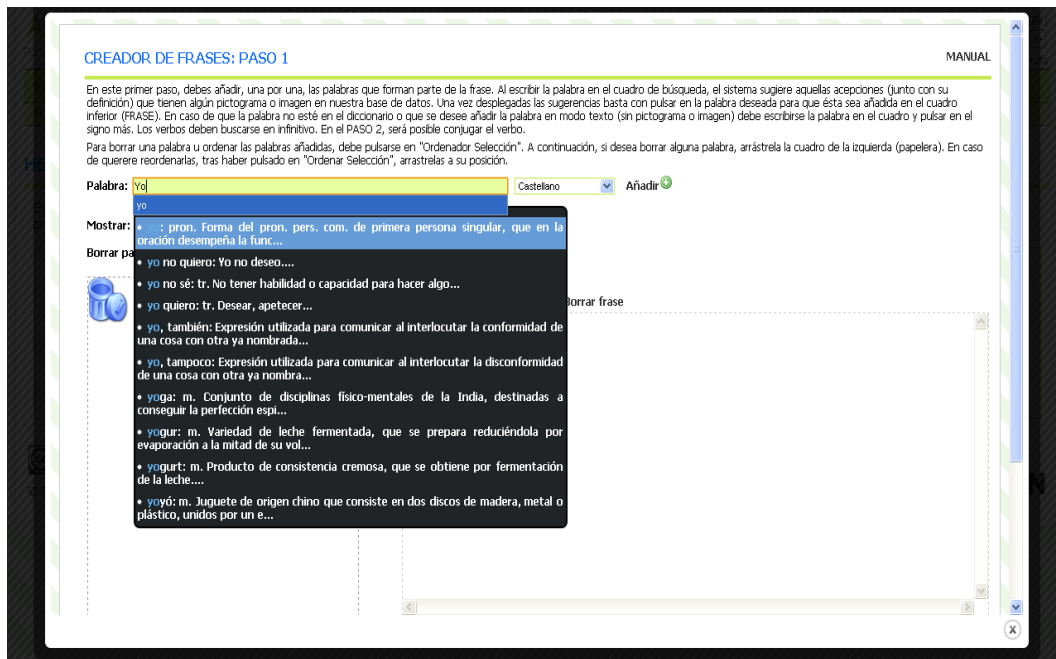 CREADOR DE FRASES: PASO 1
MANUAL
En este primer paso, debes añadir, una por una, las palabras que forman parte de la frase. Al escribir la palabra en el cuadro de búsqueda, el sistema sugiere aquellas acepciones (junto con su
definición) que tienen algún pictograma o imagen en nuestra base de datos. Una vez desplegadas las sugerencias basta con pulsar en la palabra deseada para que ésta sea añadida en el cuadro
inferior (FRASE). En caso de que la palabra no esté en el diccionario o que se desee añadir la palabra en modo texto (sin pictograma o imagen) debe escribirse la palabra en el cuadro y pulsar en el
signo más. Los verbos deben buscarse en infinitivo. En el PASO 2, será posible conjugar el verbo.
Para borrar una palabra u ordenar las palabras añadidas, debe pulsarse en "Ordenador Selección". A continuación, si desea borrar alguna palabra, arrástrela la cuadro de la izquierda (papelera). En caso
de querere reordenarlas, tras haber pulsado en "Ordenar Selección", arrastrelas a su posición.
Palabra: Yo Castellano Añadir
yo
Mostrar:
• yo: pron. Forma del pron. pers. com. de primera persona singular, que en la
oración desempeña la func...
Borrar pa
• yo no quiero: Yo no deseo....
• yo no sé: tr. No tener habilidad o capacidad para hacer algo...
• yo quiero: tr. Desear, apetecer...
Borrar frase
• yo, también: Expresión utilizada para comunicar al interlocutar la conformidad de
una cosa con otra ya nombrada...
• yo, tampoco: Expresión utilizada para comunicar al interlocutar la disconformidad
de una cosa con otra ya nombra...
• yoga: m. Conjunto de disciplinas físico-mentales de la India, destinadas a
conseguir la perfección espi...
• yogur: m. Variedad de leche fermentada, que se prepara reduciéndola por
evaporación a la mitad de su vol...
• yogurt: m. Producto de consistencia cremosa, que se obtiene por fermentación
de la leche....
• yoyó: m. Juguete de origen chino que consiste en dos discos de madera, metal o
plástico, unidos por un e...
x